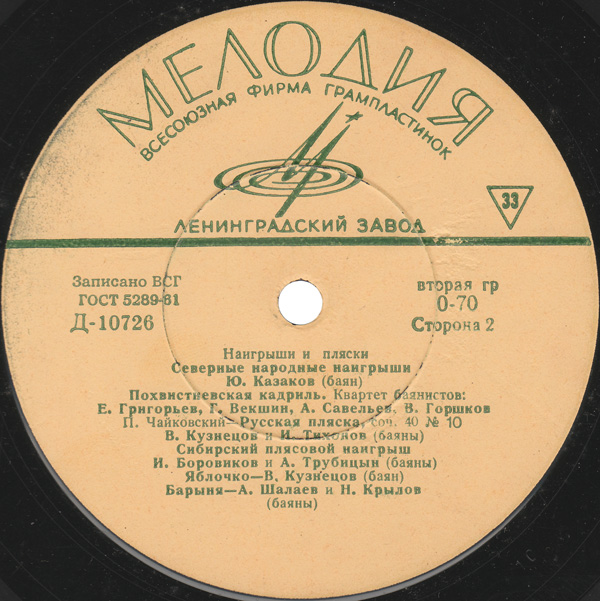 МЕЛОДИЯ
ВСЕСОЮЗНАЯ ФИРМА ГРАМПЛАСТИНОК
ЛЕНИНГРАДСКИЙ ЗАВОД
33
Записано ВСГ
ГОСТ 5289-61
Д-10726
вторая гр
0-70
Сторона 2
Наигрыши и пляски
Северные народные наигрыши
Ю. Казаков (баян)
Похвистневская кадриль. Квартет баянистов:
Е. Григорьев, Г. Векшин, А. Савельев, В. Горшков
П. Чайковский—Русская пляска, соч. 40 № 10
В. Кузнецов и И. Тихонов (баяны)
Сибирский плясовой наигрыш
И. Боровиков и А. Трубицын (баяны)
Яблочко—В. Кузнецов (баян)
Барыня—А. Шалаев и Н. Крылов
(баяны)